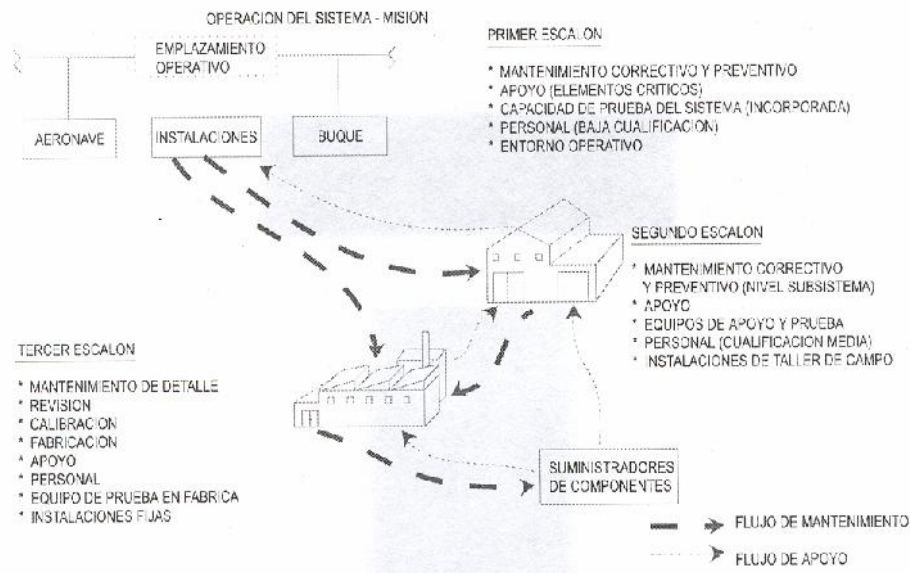 OPERACION DEL SISTEMA - MISION
EMPLAZAMIENTO
OPERATIVO
AERONAVE
INSTALACIONES
BUQUE
PRIMER ESCALON
* MANTENIMIENTO CORRECTIVO Y PREVENTIVO
* APOYO (ELEMENTOS CRITICOS)
* CAPACIDAD DE PRUEBA DEL SISTEMA (INCORPORADA)
* PERSONAL (BAJA CUALIFICACION)
* ENTORNO OPERATIVO
SEGUNDO ESCALON
* MANTENIMIENTO CORRECTIVO
Y PREVENTIVO (NIVEL SUBSISTEMA)
* APOYO
* EQUIPOS DE APOYO Y PRUEBA
* PERSONAL (CUALIFICACION MEDIA)
* INSTALACIONES DE TALLER DE CAMPO
TERCER ESCALON
* MANTENIMIENTO DE DETALLE
* REVISION
* CALIBRACION
* FABRICACION
* APOYO
* PERSONAL
* EQUIPO DE PRUEBA EN FABRICA
* INSTALACIONES FIJAS
SUMINISTRADORES
DE COMPONENTES
FLUJO DE MANTENIMIENTO
FLUJO DE APOYO